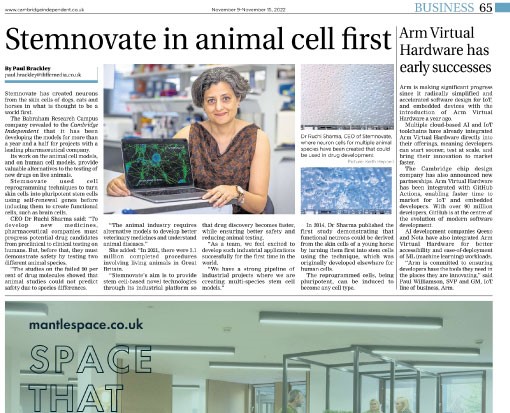 www.cambridgeindependent.co.uk
November 9-November 15, 2022
BUSINESS 65
Stemnovate in animal cell first
By Paul Brackley
paul.brackley@iliffemedia.co.uk
Stemnovate has created neurons
from the skin cells of dogs, cats and
horses in what is thought to be a
world first.
The Babraham Research Campus
company revealed to the Cambridge
Independent that it has been
developing the models for more than
a year and a half for projects with a
leading pharmaceutical company.
Its work on the animal cell models,
and on human cell models, provide
valuable alternatives to the testing of
new drugs on live animals.
Stemnovate used cell
reprogramming techniques to turn
skin cells into pluripotent stem cells
using self-renewal genes before
inducing them to create functional
cells, such as brain cells.
CEO Dr Ruchi Sharma said: "To
develop new medicines,
pharmaceutical companies must
progress potential drug candidates
from preclinical to clinical testing on
humans. But, before that, they must
demonstrate safety by testing two
different animal species.
"The studies on the failed 90 per
cent of drug molecules showed that
animal studies could not predict
safety due to species differences.
"The animal industry requires
alternative models to develop better
veterinary medicines and understand
animal diseases."
She added: "In 2021, there were 3.1
million completed procedures
involving living animals in Great
Britain.
"Stemnovate's aim is to provide
stem cell-based novel technologies
through its industrial platform so
that drug discovery becomes faster,
while ensuring better safety and
reducing animal testing.
"As a team, we feel excited to
develop such industrial applications
successfully for the first time in the
world.
"We have a strong pipeline of
industrial projects where we are
creating multi-species stem cell
models."
Dr Ruchi Sharma, CEO of Stemnovate,
where neuron cells for multiple animal
species have been created that could
be used in drug development.
Picture: Keith Heppell
In 2014, Dr Sharma published the
first study demonstrating that
functional neurons could be derived
from the skin cells of a young horse
by turning them first into stem cells
using the technique, which was
originally developed elsewhere for
human cells.
The reprogrammed cells, being
pluripotent, can be induced to
become any cell type.
Arm Virtual
Hardware has
early successes
Arm is making significant progress
since it radically simplified and
accelerated software design for IoT
and embedded devices with the
introduction of Arm Virtual
Hardware a year ago.
Multiple cloud-based AI and IoT
toolchains have already integrated
Arm Virtual Hardware directly into
their offerings, meaning developers
can start sooner, test at scale, and
bring their innovation to market
faster.
The Cambridge chip design
company has also announced new
partnerships. Arm Virtual Hardware
has been integrated with GitHub
Actions, enabling faster time to
market for IoT and embedded
developers. With over 90 million
developers, GitHub is at the centre of
the evolution of modern software
development.
AI development companies Qeexo
and Nota have also integrated Arm
Virtual Hardware for better
accessibility and ease-of-deployment
of ML (machine learning) workloads.
"Arm is committed to ensuring
developers have the tools they need in
the places they are innovating," said
Paul Williamson, SVP and GM, IoT
line of business, Arm.
mantlespace.co.uk
SPACE
THAT